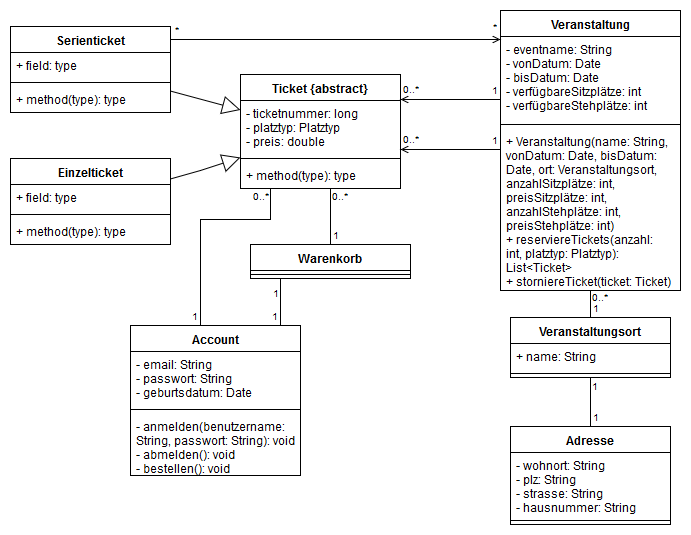 Serienticket
+ field: type
+ method(type): type
*
*
Veranstaltung
- eventname: String
- vonDatum: Date
- bisDatum: Date
- verfügbareSitzplätze: int
- verfügbareStehplätze: int
+ Veranstaltung(name: String,
vonDatum: Date, bisDatum:
Date, ort: Veranstaltungsort,
anzahlSitzplätze: int,
preisSitzplätze: int,
anzahlStehplätze: int,
preisStehplätze: int)
+ reserviereTickets(anzahl:
int, platztyp: Platztyp):
List<Ticket>
+ storniereTicket(ticket: Ticket)
Ticket {abstract}
- ticketnummer: long
- platztyp: Platztyp
- preis: double
+ method(type): type
0..*
1
0..*
1
Einzelticket
+ field: type
+ method(type): type
0..*
0..*
1
Warenkorb
1
1
1
Account
- email: String
- passwort: String
- geburtsdatum: Date
- anmelden(benutzername:
String, passwort: String): void
- abmelden(): void
- bestellen(): void
0..*
1
Veranstaltungsort
+ name: String
1
1
Adresse
- wohnort: String
- plz: String
- strasse: String
- hausnummer: String